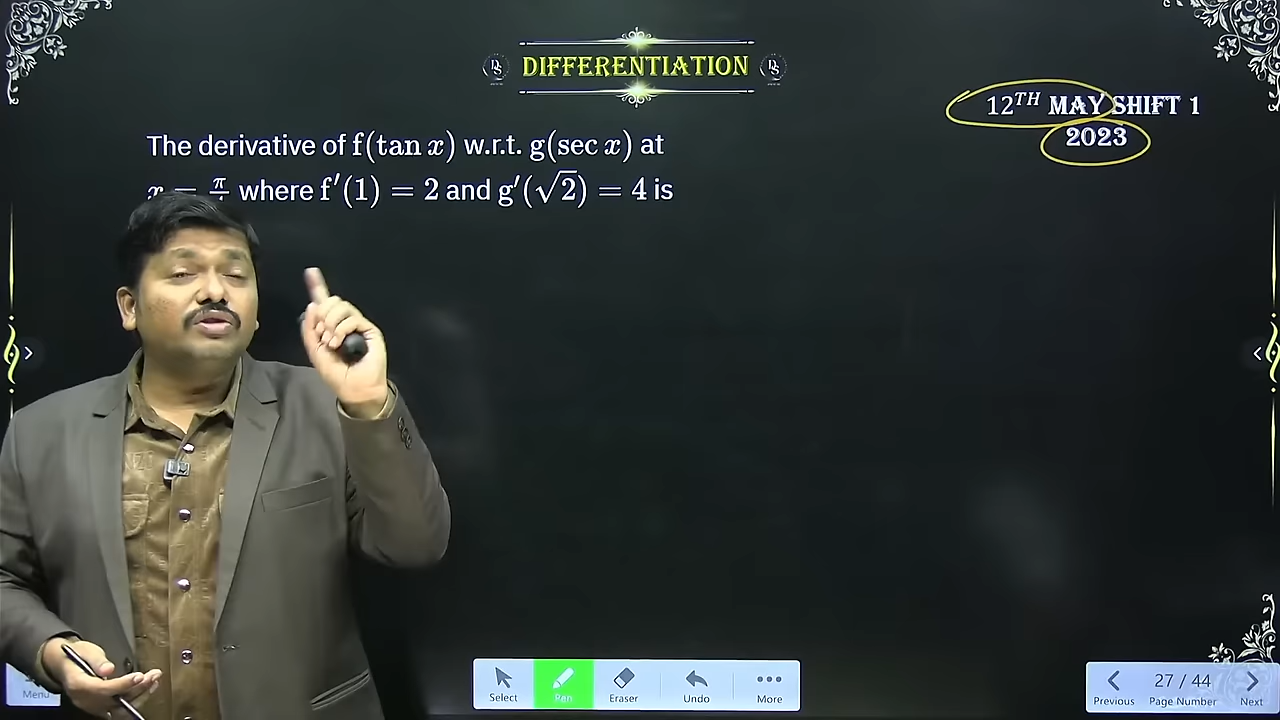 DIFFERENTIATION
12TH MAY SHIFT 1
2023
The derivative of f(tan x) w.r.t. g(sec x) at
x = π where f′(1) = 2 and g′(√2) = 4 is
Menu
Select
Pen
Eraser
Undo
More
Previous
27 / 44
Page Number
Next